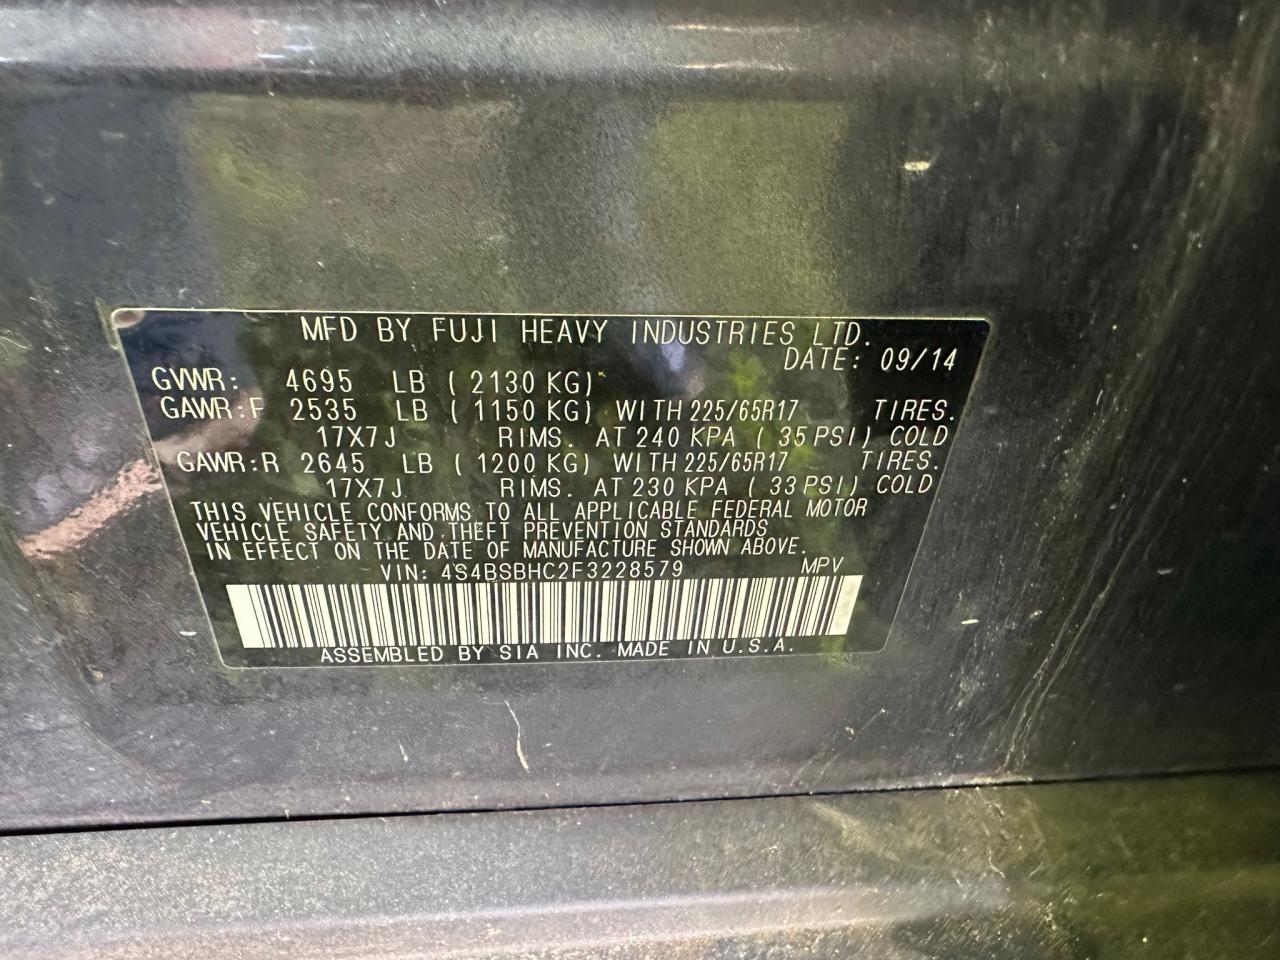 MFD BY FUJI HEAVY INDUSTRIES LTD.
DATE: 09/14
GVWR: 4695 LB ( 2130 KG)
GAWR:F 2535 LB ( 1150 KG) WITH 225/65R17 TIRES.
17X7J RIMS. AT 240 KPA ( 35 PSI) COLD
GAWR:R 2645 LB ( 1200 KG) WITH 225/65R17 TIRES.
17X7J RIMS. AT 230 KPA ( 33 PSI) COLD
THIS VEHICLE CONFORMS TO ALL APPLICABLE FEDERAL MOTOR
VEHICLE SAFETY AND THEFT PREVENTION STANDARDS
IN EFFECT ON THE DATE OF MANUFACTURE SHOWN ABOVE.
VIN: 4S4BSBHC2F3228579 MPV
ASSEMBLED BY SIA INC. MADE IN U.S.A.